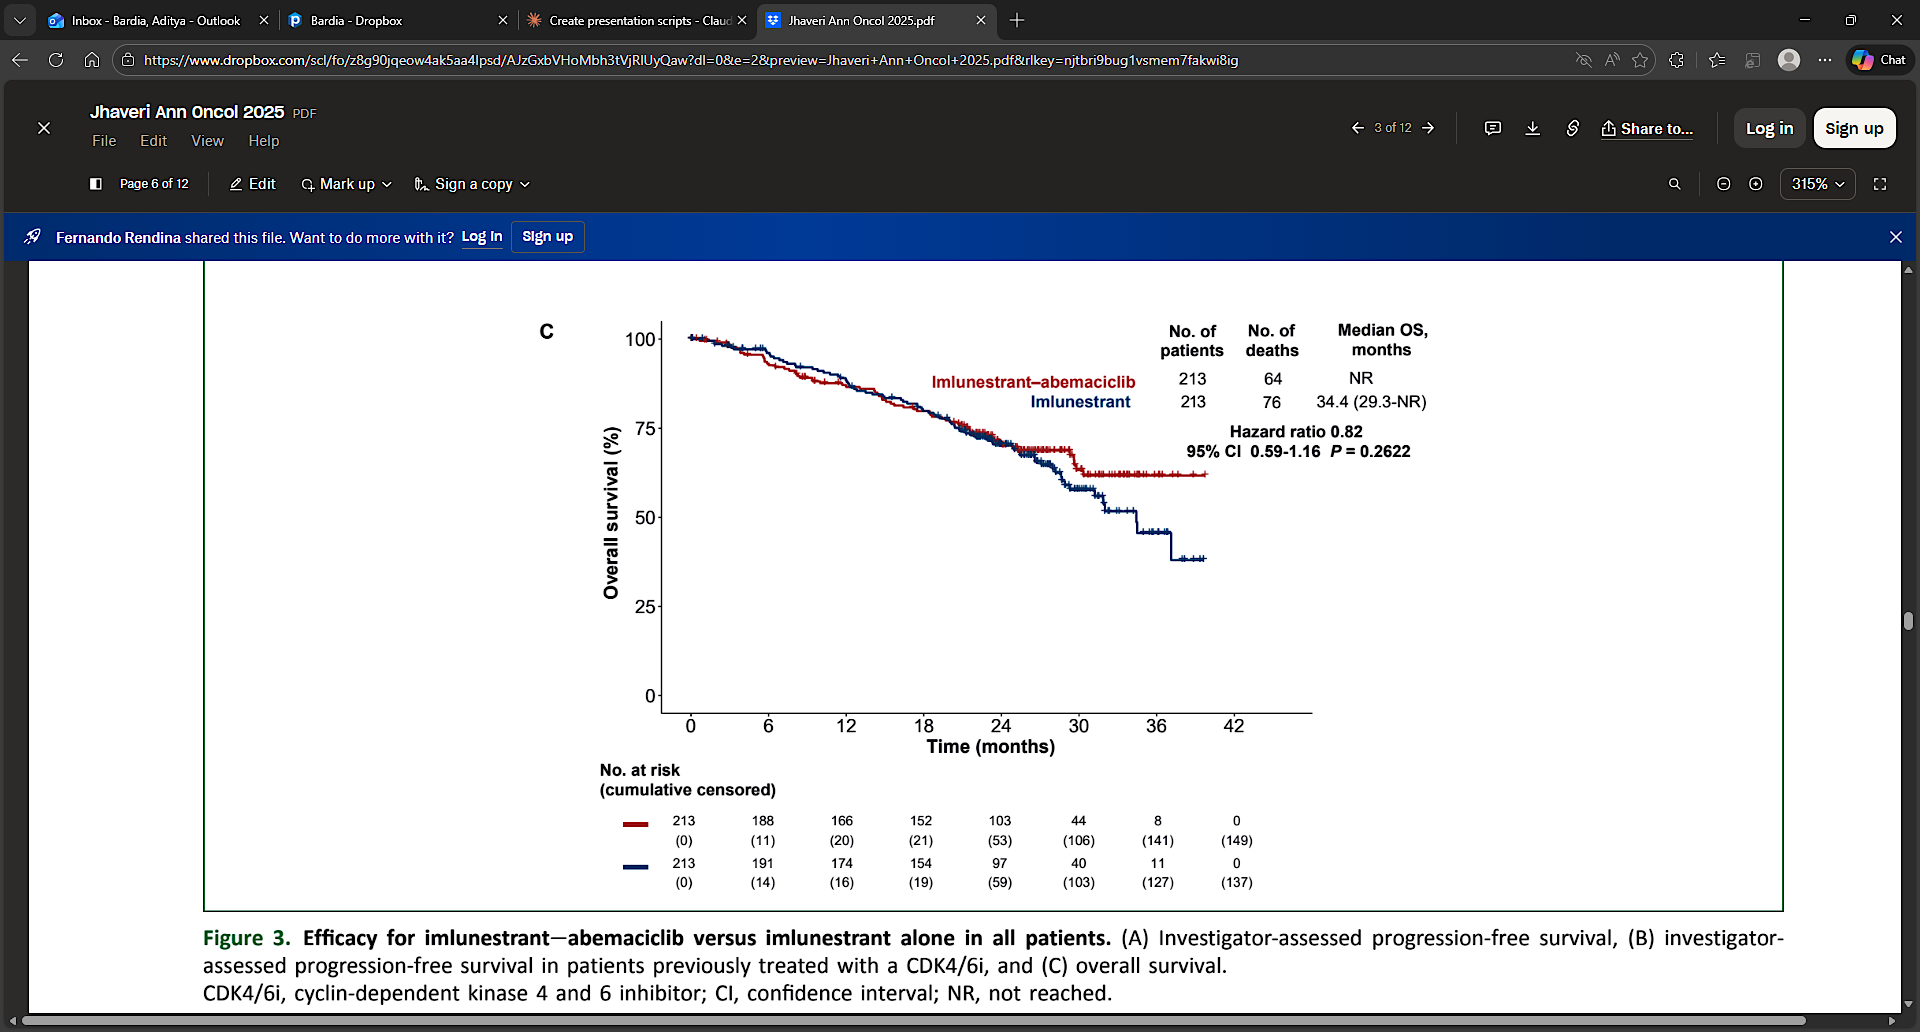 Inbox - Bardia, Aditya - Outlook
Bardia - Dropbox
Create presentation scripts - Claud
Jhaveri Ann Oncol 2025.pdf
https://www.dropbox.com/scl/fo/z8g90jqeow4ak5aa4lpsd/AJzGxbVHoMbh3tVjRlUyQaw?dl=0&e=2&preview=Jhaveri+Ann+Oncol+2025.pdf&rlkey=njtbri9bug1vsmem7fakwi8ig
Chat
Jhaveri Ann Oncol 2025 PDF
File Edit View Help
3 of 12
Share to...
Log in
Sign up
Page 6 of 12
Edit
Mark up
Sign a copy
315%
Fernando Rendina shared this file. Want to do more with it? Log in Sign up
C
No. of patients
No. of deaths
Median OS, months
Imlunestrant–abemaciclib 213 64 NR
Imlunestrant 213 76 34.4 (29.3-NR)
Hazard ratio 0.82
95% CI 0.59-1.16 P = 0.2622
Overall survival (%)
100
75
50
25
0
0 6 12 18 24 30 36 42
Time (months)
No. at risk
(cumulative censored)
213 188 166 152 103 44 8 0
(0) (11) (20) (21) (53) (106) (141) (149)
213 191 174 154 97 40 11 0
(0) (14) (16) (19) (59) (103) (127) (137)
Figure 3. Efficacy for imlunestrant—abemaciclib versus imlunestrant alone in all patients. (A) Investigator-assessed progression-free survival, (B) investigator-
assessed progression-free survival in patients previously treated with a CDK4/6i, and (C) overall survival.
CDK4/6i, cyclin-dependent kinase 4 and 6 inhibitor; CI, confidence interval; NR, not reached.